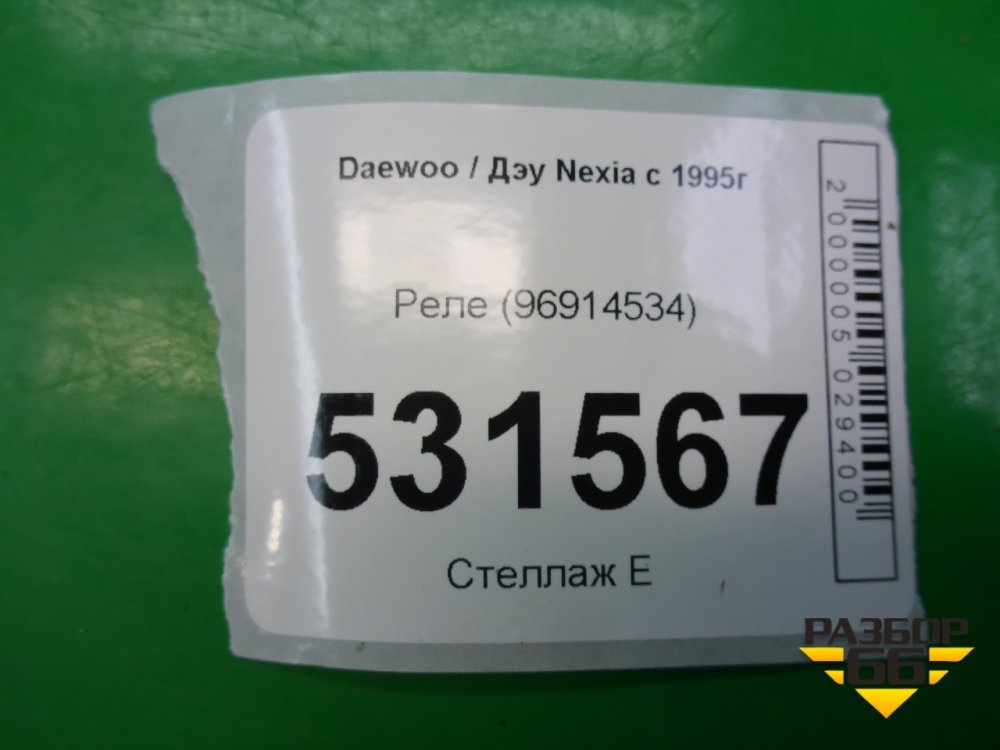 Daewoo / Дэу Nexia с 1995г
Реле (96914534)
531567
Стеллаж Е
2000005029400
РАЗБОР
66